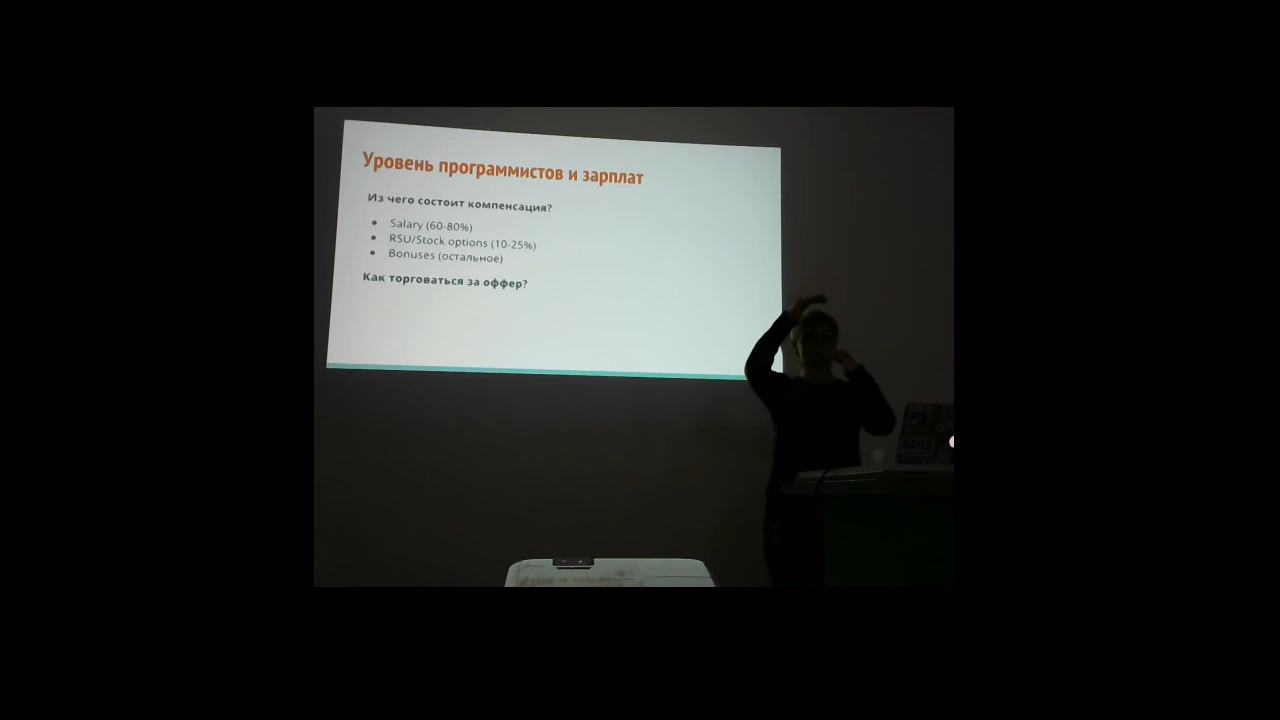 Уровень программистов и зарплат
Из чего состоит компенсация?
Salary (60-80%)
RSU/Stock options (10-25%)
Bonuses (остальное)
Как торговаться за оффер?